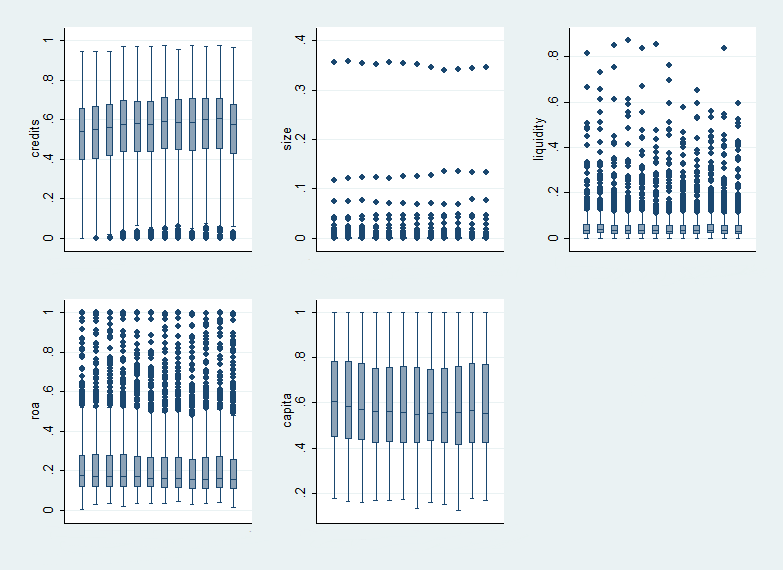 credits
0 .2 .4 .6 .8 1
size
0 .1 .2 .3 .4
liquidity
0 .2 .4 .6 .8
roa
0 .2 .4 .6 .8 1
capita
.2 .4 .6 .8 1